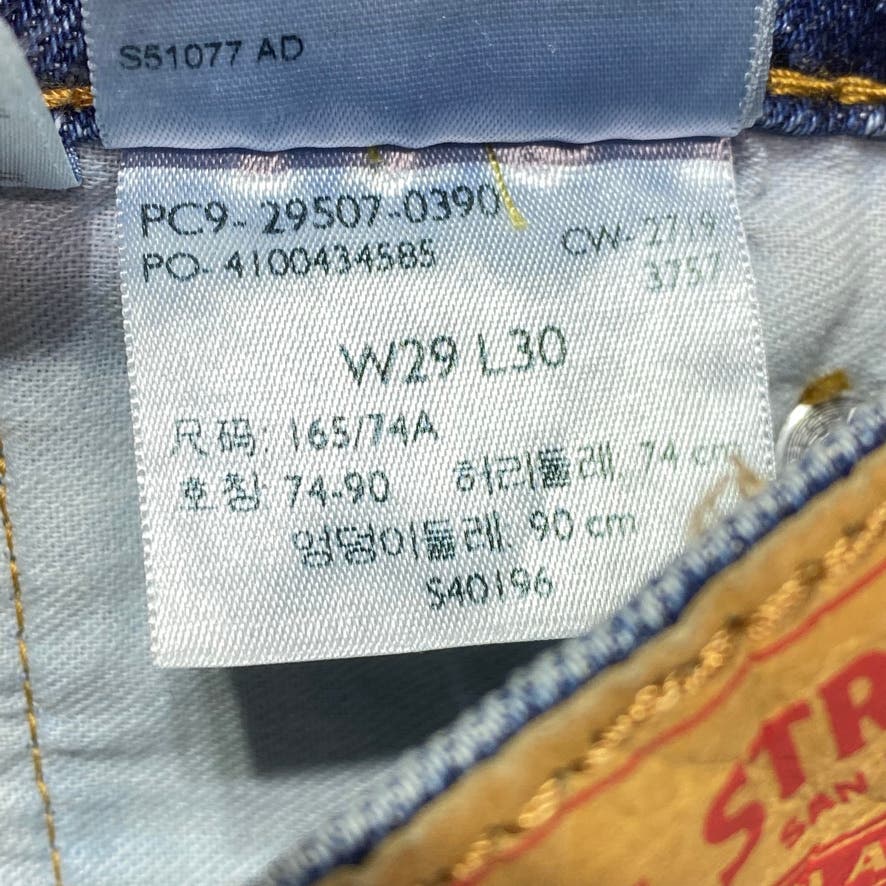 S51077 AD
PC9- 29507-0390
PO- 4100434585
CW- 2719
3757
W29 L30
尺码: 165/74A
호칭 74-90 허리둘레: 74 cm
엉덩이둘레: 90 cm
S40196
STR
SAN